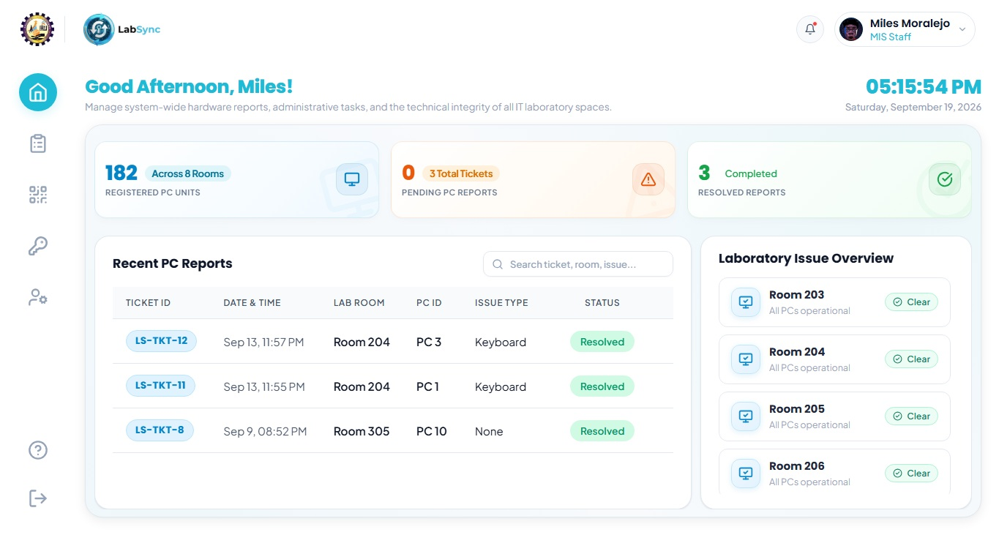 LabSync
Miles Moralejo
MIS Staff
Good Afternoon, Miles!
05:15:54 PM
Manage system-wide hardware reports, administrative tasks, and the technical integrity of all IT laboratory spaces.
Saturday, September 19, 2026
182 Across 8 Rooms
REGISTERED PC UNITS
0 3 Total Tickets
PENDING PC REPORTS
3 Completed
RESOLVED REPORTS
Recent PC Reports
Search ticket, room, issue...
TICKET ID DATE & TIME LAB ROOM PC ID ISSUE TYPE STATUS
LS-TKT-12 Sep 13, 11:57 PM Room 204 PC 3 Keyboard Resolved
LS-TKT-11 Sep 13, 11:55 PM Room 204 PC 1 Keyboard Resolved
LS-TKT-8 Sep 9, 08:52 PM Room 305 PC 10 None Resolved
Laboratory Issue Overview
Room 203
All PCs operational
Clear
Room 204
All PCs operational
Clear
Room 205
All PCs operational
Clear
Room 206
All PCs operational
Clear